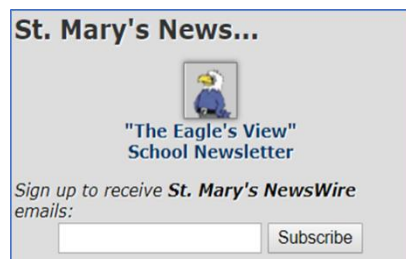 St. Mary's News...
"The Eagle's View"
School Newsletter
Sign up to receive St. Mary's NewsWire
emails:
Subscribe